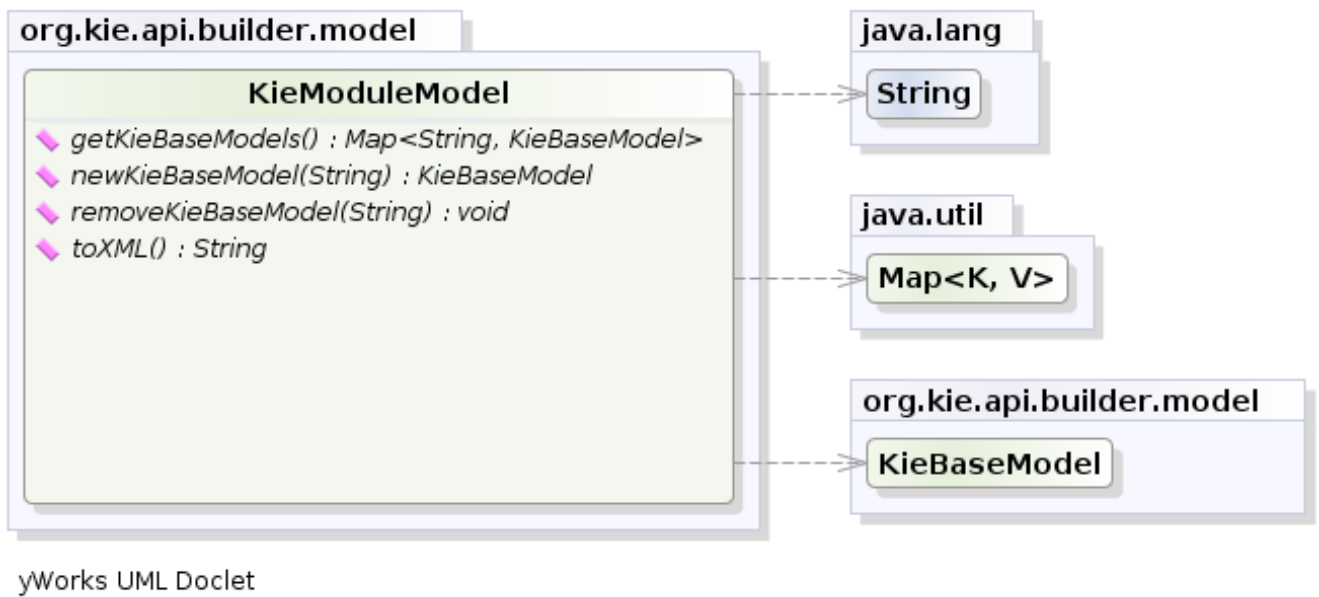 org.kie.api.builder.model
KieModuleModel
getKieBaseModels() : Map<String, KieBaseModel>
newKieBaseModel(String) : KieBaseModel
removeKieBaseModel(String) : void
toXML() : String
java.lang
String
java.util
Map<K, V>
org.kie.api.builder.model
KieBaseModel
yWorks UML Doclet